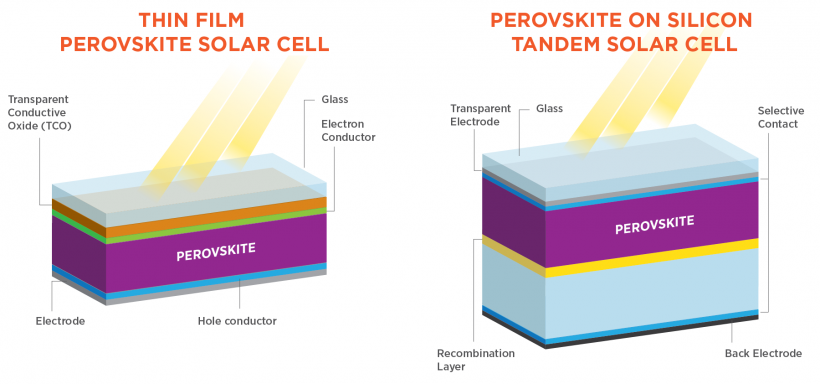 THIN FILM
PEROVSKITE SOLAR CELL
Transparent
Conductive
Oxide (TCO)
Glass
Electron
Conductor
PEROVSKITE
Electrode
Hole conductor
PEROVSKITE ON SILICON
TANDEM SOLAR CELL
Transparent
Electrode
Glass
Selective
Contact
PEROVSKITE
Recombination
Layer
Back Electrode